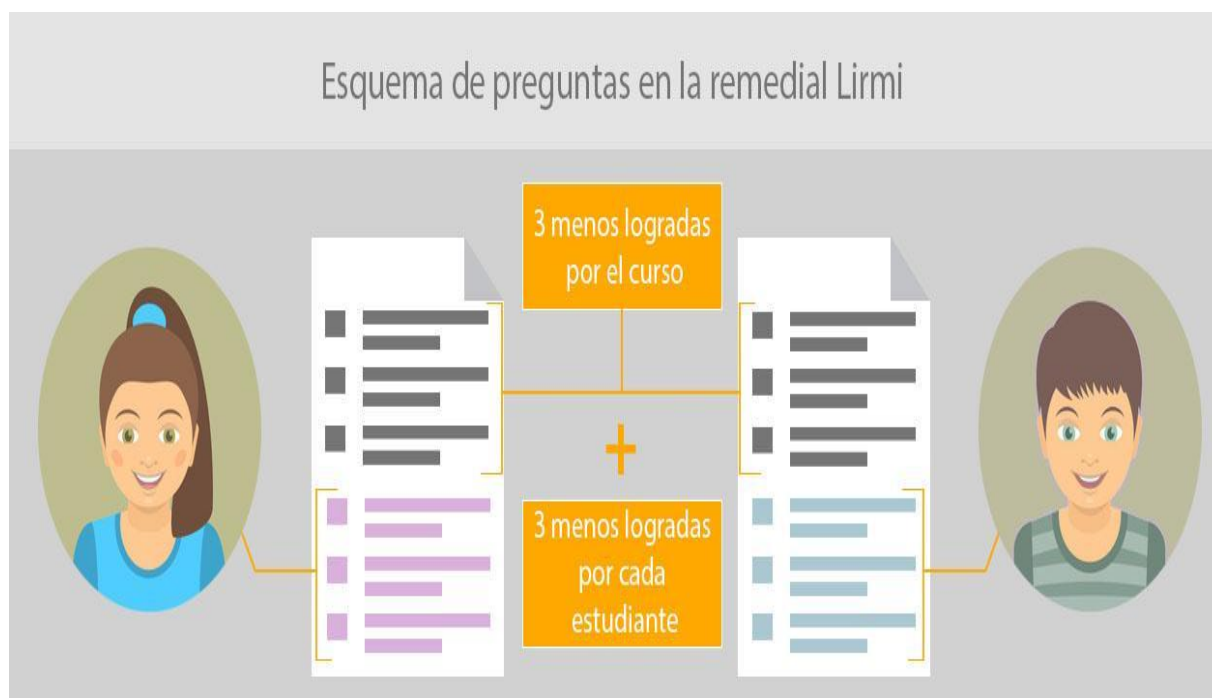 Esquema de preguntas en la remedial Lirmi
3 menos logradas
por el curso
+
3 menos logradas
por cada
estudiante